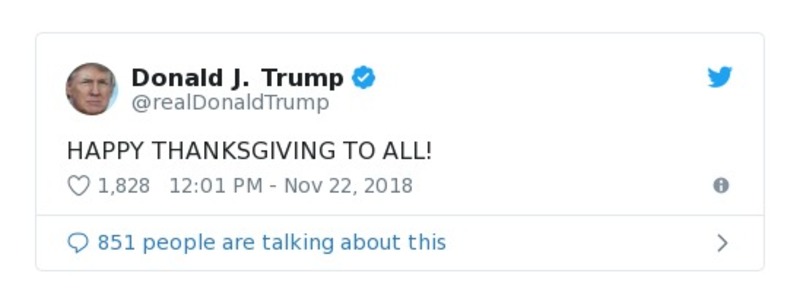 Donald J. Trump
@realDonaldTrump
HAPPY THANKSGIVING TO ALL!
1,828 12:01 PM - Nov 22, 2018
851 people are talking about this